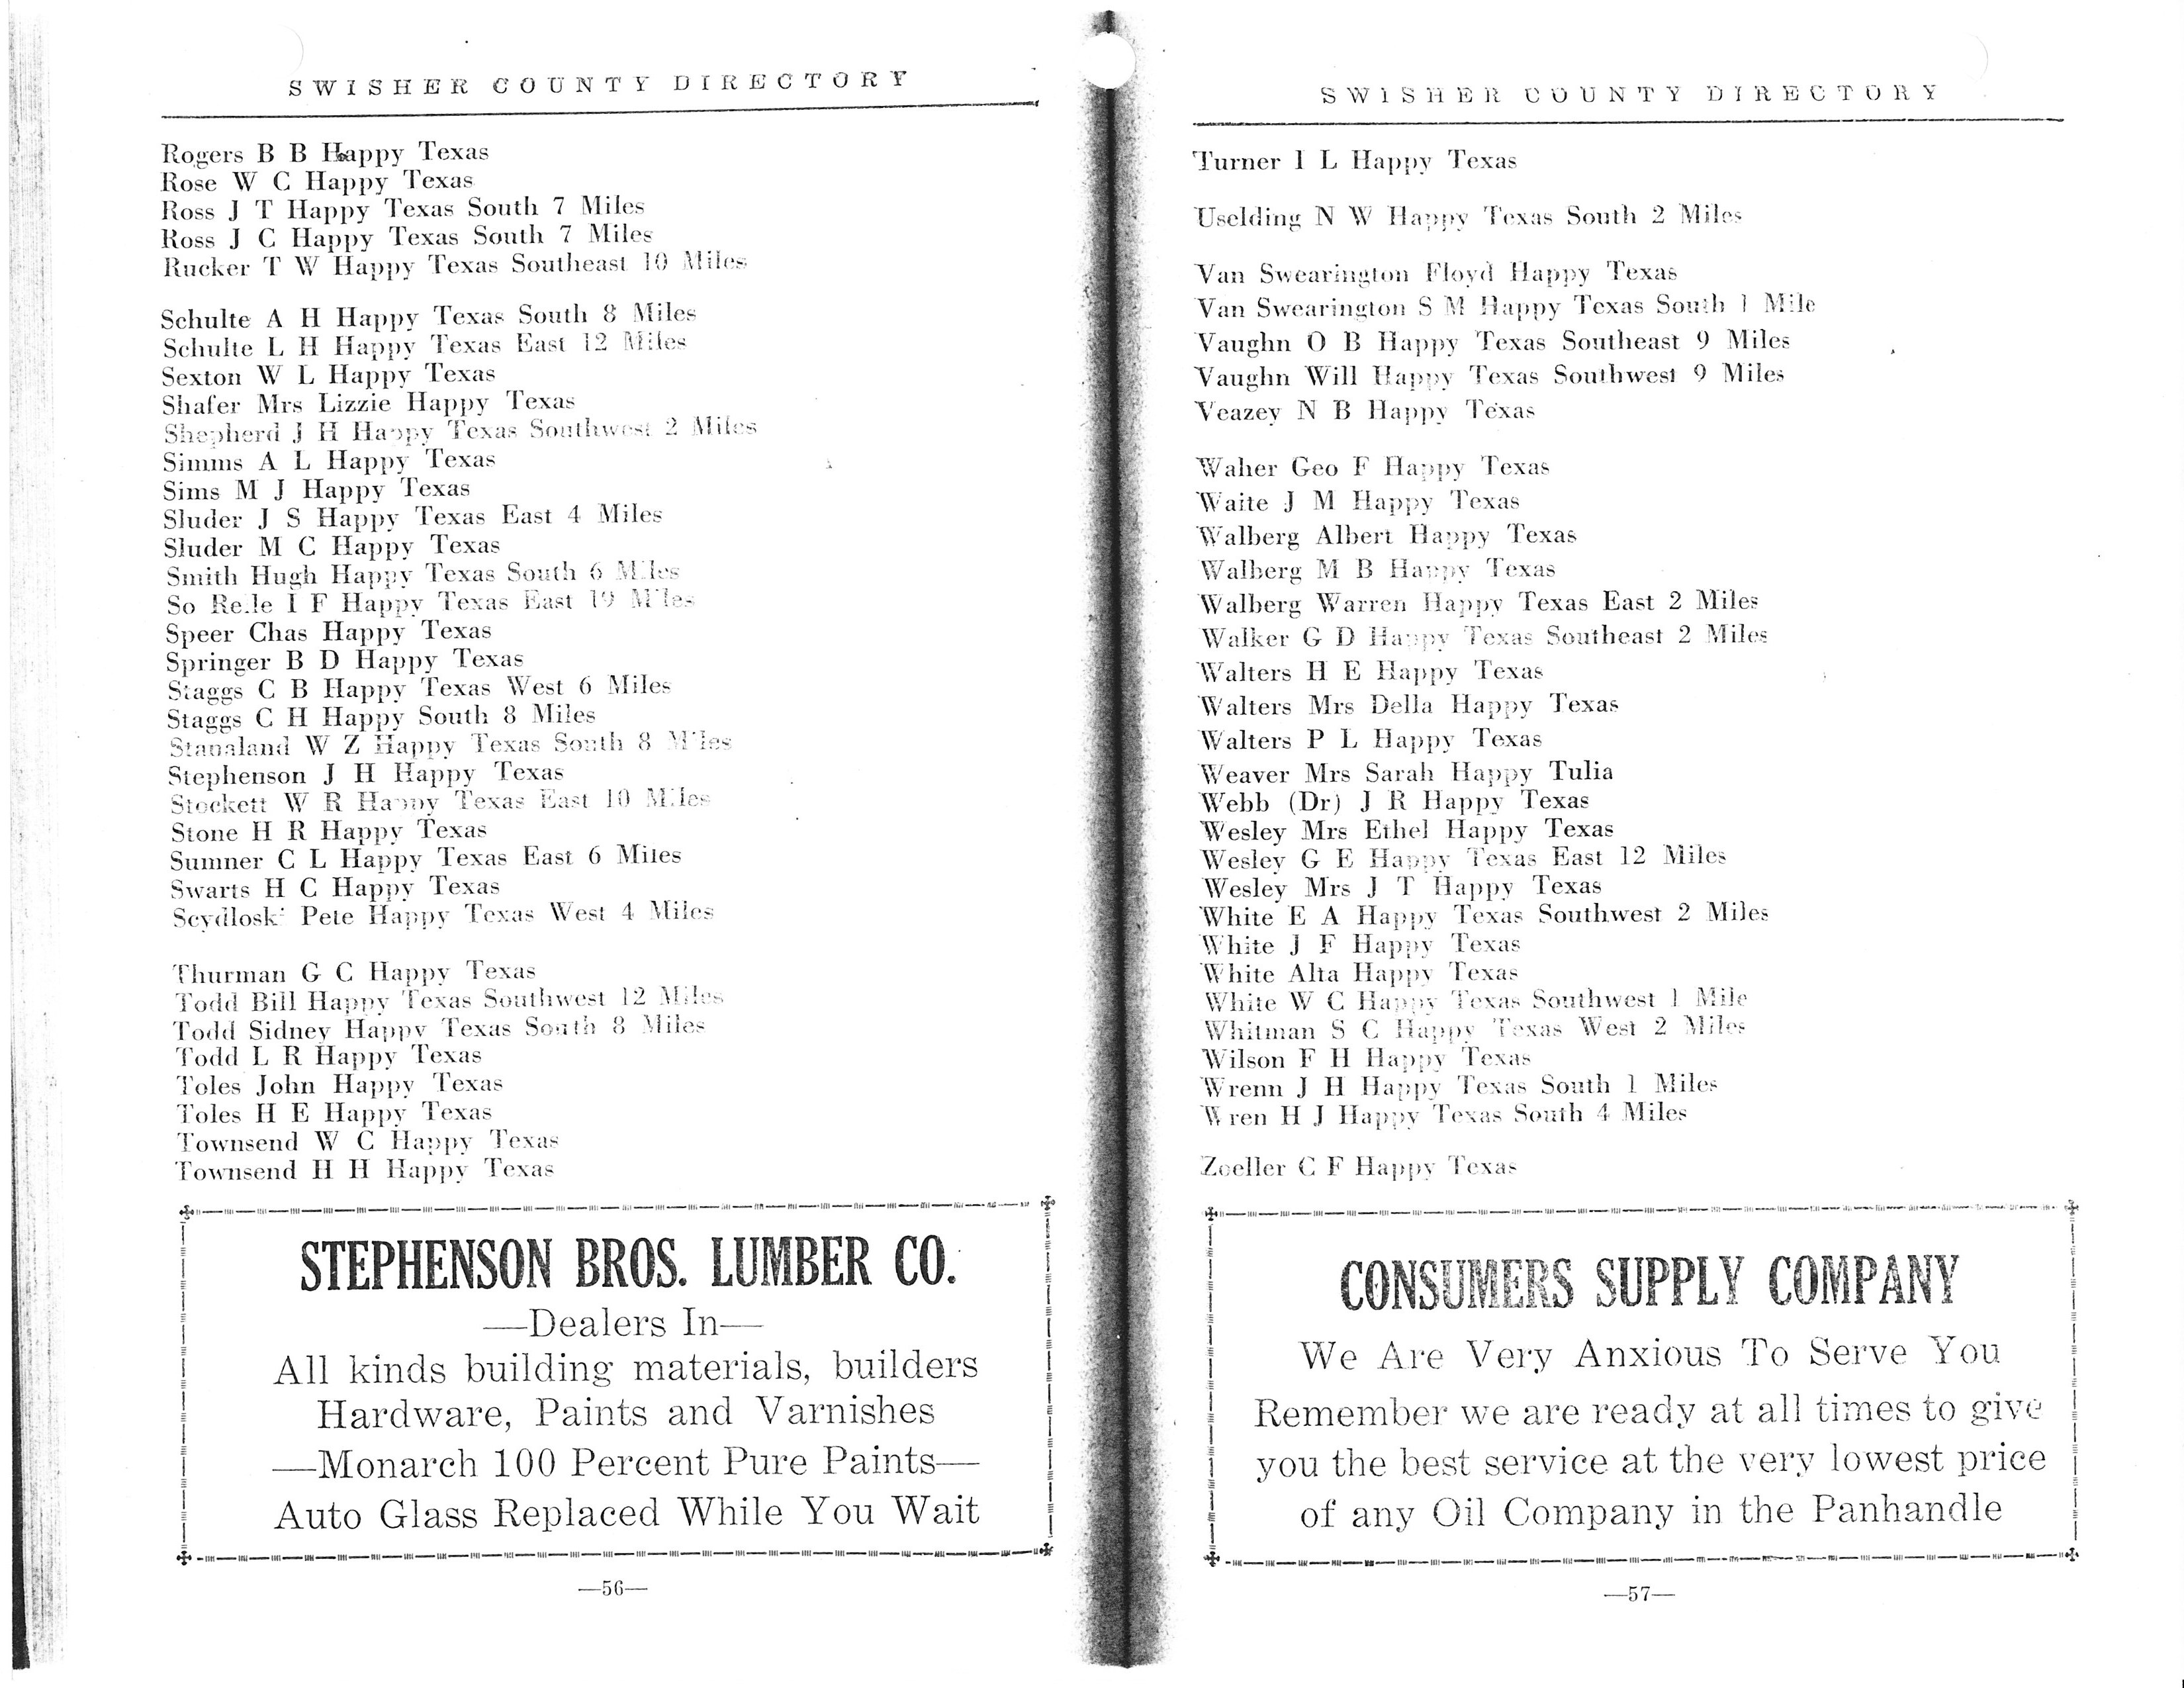 SWISHER COUNTY DIRECTORY
Rogers B B Happy Texas
Rose W C Happy Texas
Ross J T Happy Texas South 7 Miles
Ross J C Happy Texas South 7 Miles
Rucker T W Happy Texas Southeast 10 Miles
Schulte A H Happy Texas South 8 Miles
Schulte L H Happy Texas East 12 Miles
Sexton W L Happy Texas
Shafer Mrs Lizzie Happy Texas
Shepherd J H Happy Texas Southwest 2 Miles
Simms A L Happy Texas
Sims M J Happy Texas
Sluder J S Happy Texas East 4 Miles
Sluder M C Happy Texas
Smith Hugh Happy Texas South 6 Miles
So I F Happy Texas East Miles
Speer Chas Happy Texas
Springer B D Happy Texas
Staggs C B Happy Texas West 6 Miles
Staggs C H Happy South 8 Miles
Stanaland W Z Happy Texas South 8 Miles
Stephenson J H Happy Texas
Stockett W R Happy Texas East 10 Miles
Stone H R Happy Texas
Sumner C L Happy Texas East 6 Miles
Swarts H C Happy Texas
Scydloski Pete Happy Texas West 4 Miles
Thurman G C Happy Texas
Todd Bill Happy Texas Southwest 12 Miles
Todd Sidney Happy Texas South 8 Miles
Todd L R Happy Texas
Toles John Happy Texas
Toles H E Happy Texas
Townsend W C Happy Texas
Townsend H H Happy Texas
STEPHENSON BROS. LUMBER CO.
—Dealers In—
All kinds building materials, builders
Hardware, Paints and Varnishes
—Monarch 100 Percent Pure Paints—
Auto Glass Replaced While You Wait
—56—
SWISHER COUNTY DIRECTORY
Turner I L Happy Texas
Uselding N W Happy Texas South 2 Miles
Van Swearington Floyd Happy Texas
Van Swearington S M Happy Texas South 1 Mile
Vaughn O B Happy Texas Southeast 9 Miles
Vaughn Will Happy Texas Southwest 9 Miles
Veazey N B Happy Texas
Waher Geo F Happy Texas
Waite J M Happy Texas
Walberg Albert Happy Texas
Walberg M B Happy Texas
Walberg Warren Happy Texas East 2 Miles
Walker G D Happy Texas Southeast 2 Miles
Walters H E Happy Texas
Walters Mrs Della Happy Texas
Walters P L Happy Texas
Weaver Mrs Sarah Happy Tulia
Webb (Dr) J R Happy Texas
Wesley Mrs Ethel Happy Texas
Wesley G E Happy Texas East 12 Miles
Wesley Mrs J T Happy Texas
White E A Happy Texas Southwest 2 Miles
White J F Happy Texas
White Alta Happy Texas
White W C Happy Texas Southwest 1 Mile
Whitman S C Happy Texas West 2 Miles
Wilson F H Happy Texas
Wrenn J H Happy Texas South 1 Miles
Wren H J Happy Texas South 4 Miles
Zoeller C F Happy Texas
CONSUMERS SUPPLY COMPANY
We Are Very Anxious To Serve You
Remember we are ready at all times to give
you the best service at the very lowest price
of any Oil Company in the Panhandle
—57—